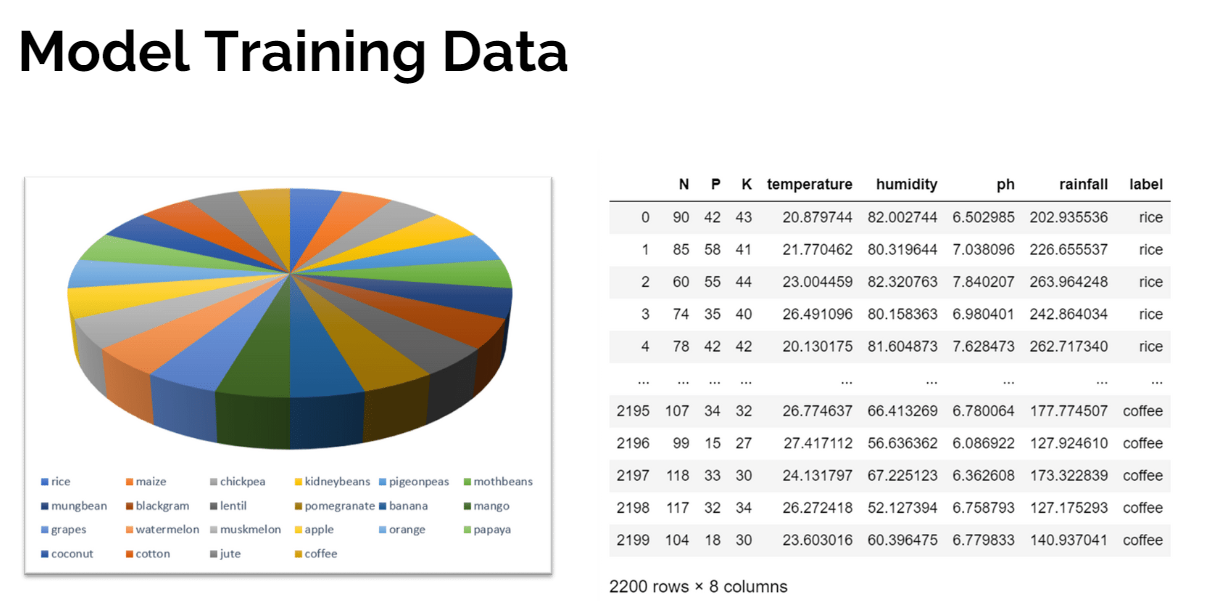 Model Training Data
rice maize chickpea kidneybeans pigeonpeas mothbeans
mungbean blackgram lentil pomegranate banana mango
grapes watermelon muskmelon apple orange papaya
coconut cotton jute coffee
N P K temperature humidity ph rainfall label
0 90 42 43 20.879744 82.002744 6.502985 202.935536 rice
1 85 58 41 21.770462 80.319644 7.038096 226.655537 rice
2 60 55 44 23.004459 82.320763 7.840207 263.964248 rice
3 74 35 40 26.491096 80.158363 6.980401 242.864034 rice
4 78 42 42 20.130175 81.604873 7.628473 262.717340 rice
... ... ... ... ... ... ... ... ...
2195 107 34 32 26.774637 66.413269 6.780064 177.774507 coffee
2196 99 15 27 27.417112 56.636362 6.086922 127.924610 coffee
2197 118 33 30 24.131797 67.225123 6.362608 173.322839 coffee
2198 117 32 34 26.272418 52.127394 6.758793 127.175293 coffee
2199 104 18 30 23.603016 60.396475 6.779833 140.937041 coffee
2200 rows × 8 columns